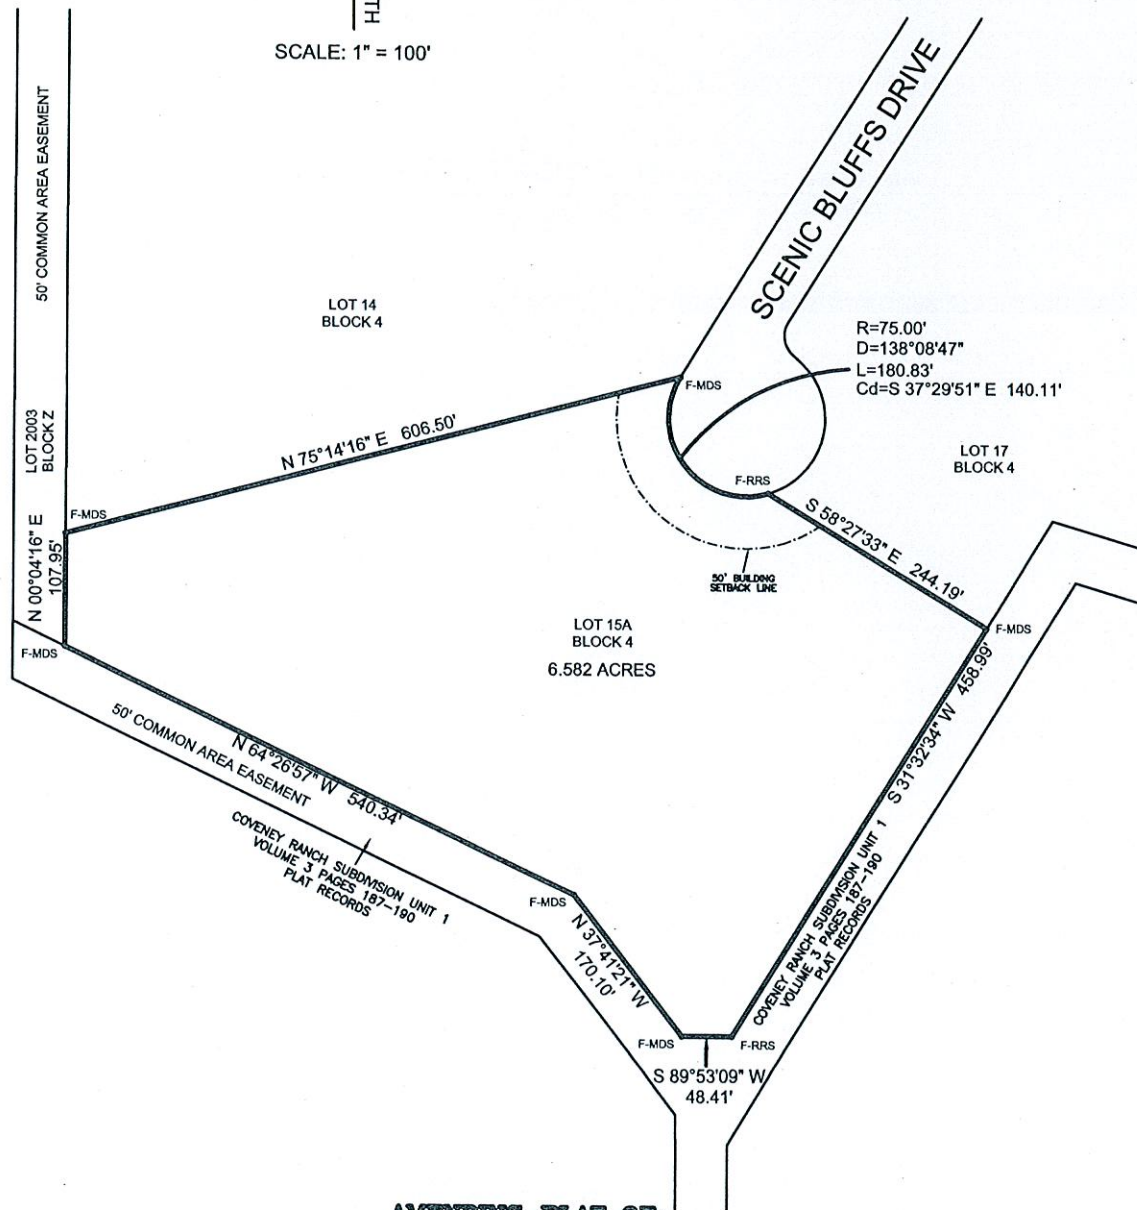 TH
SCALE: 1" = 100'
50' COMMON AREA EASEMENT
SCENIC BLUFFS DRIVE
LOT 14
BLOCK 4
R=75.00'
D=138°08'47"
L=180.83'
Cd=S 37°29'51" E 140.11'
F-MDS
LOT 2003
BLOCK Z
N 75°14'16" E 606.50'
LOT 17
BLOCK 4
F-RRS
F-MDS
S 58°27'33" E 244.19'
N 00°04'16" E
107.95'
50' BUILDING
SETBACK LINE
LOT 15A
BLOCK 4
6.582 ACRES
F-MDS
F-MDS
S 31°32'34" W 458.99'
50' COMMON AREA EASEMENT
N 64°26'57" W 540.34'
COVENEY RANCH SUBDIVISION UNIT 1
VOLUME 3 PAGES 187-190
PLAT RECORDS
F-MDS
N 37°41'21" W
170.10'
COVENEY RANCH SUBDIVISION UNIT 1
VOLUME 3 PAGES 187-190
PLAT RECORDS
F-MDS
F-RRS
S 89°53'09" W
48.41'
AMENDING PLAT OF